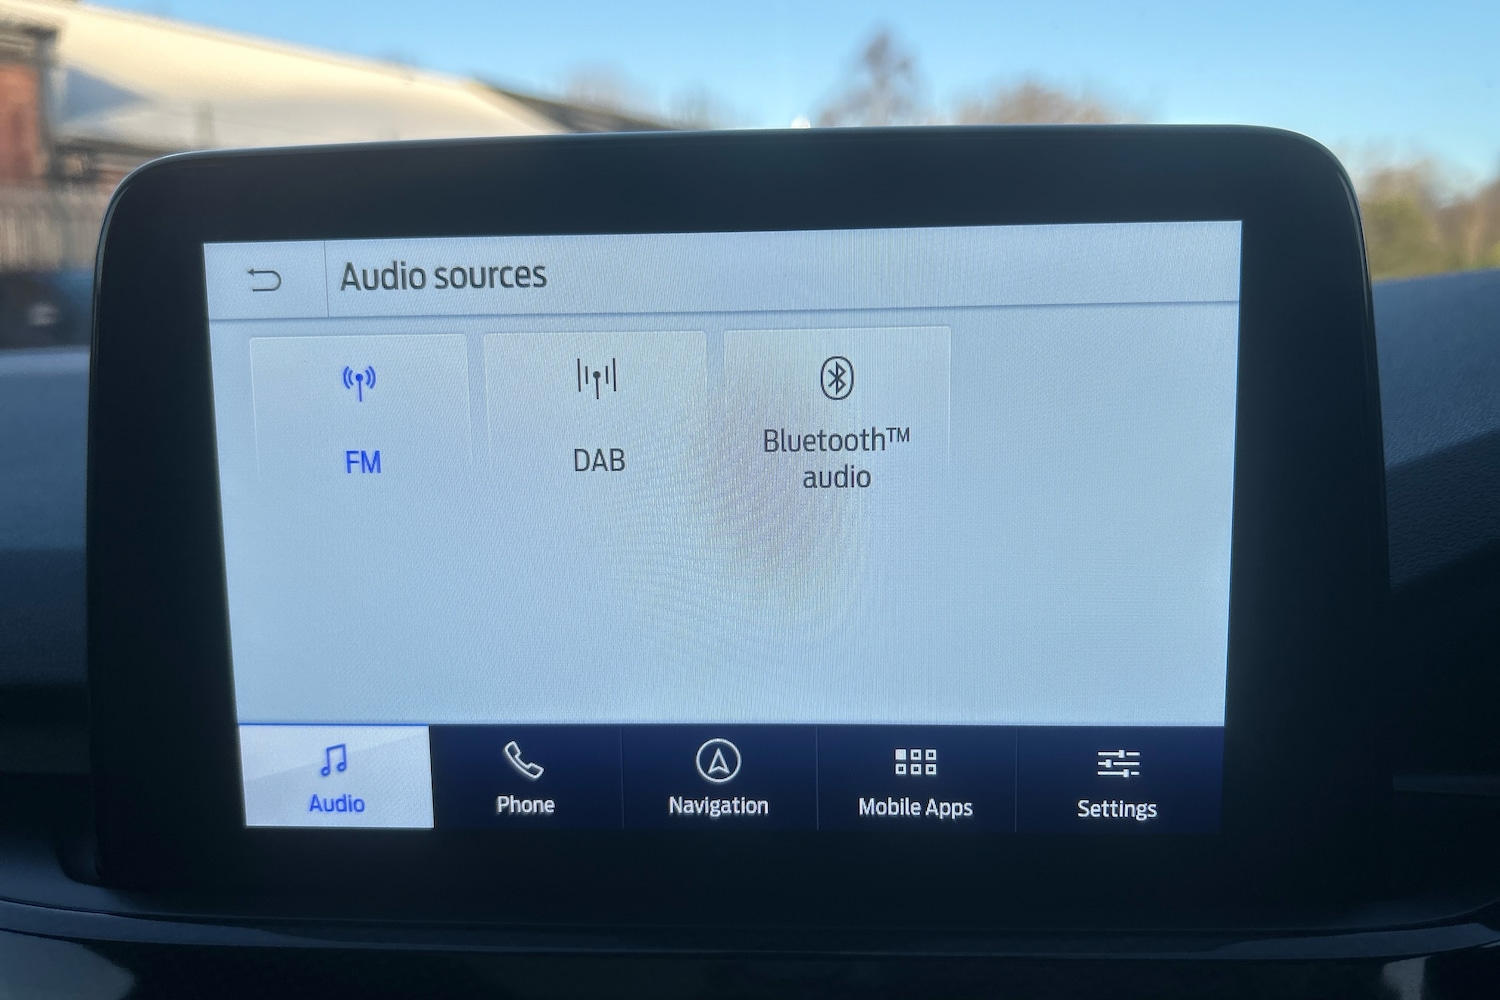 Audio sources
FM
DAB
Bluetooth™
audio
Audio
Phone
Navigation
Mobile Apps
Settings